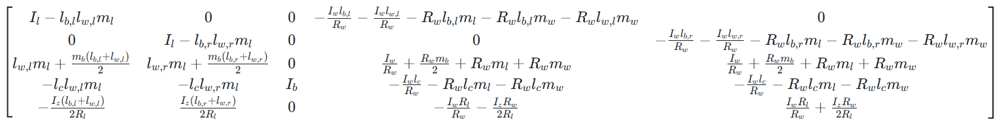 $\begin{bmatrix}
I_l - l_{b,l} l_{w,l} m_l & 0 & 0 & -\frac{I_w l_{b,l}}{R_w} - \frac{I_w l_{w,l}}{R_w} - R_w l_{b,l} m_l - R_w l_{b,l} m_w - R_w l_{w,l} m_w & 0 \\
0 & I_l - l_{b,r} l_{w,r} m_l & 0 & 0 & -\frac{I_w l_{b,r}}{R_w} - \frac{I_w l_{w,r}}{R_w} - R_w l_{b,r} m_l - R_w l_{b,r} m_w - R_w l_{w,r} m_w \\
l_{w,l} m_l + \frac{m_b (l_{b,l} + l_{w,l})}{2} & l_{w,r} m_l + \frac{m_b (l_{b,r} + l_{w,r})}{2} & 0 & \frac{I_w}{R_w} + \frac{R_w m_b}{2} + R_w m_l + R_w m_w & \frac{I_w}{R_w} + \frac{R_w m_b}{2} + R_w m_l + R_w m_w \\
-l_c l_{w,l} m_l & -l_c l_{w,r} m_l & I_b & -\frac{I_w l_c}{R_w} - R_w l_c m_l - R_w l_c m_w & -\frac{I_w l_c}{R_w} - R_w l_c m_l - R_w l_c m_w \\
-\frac{I_z (l_{b,l} + l_{w,l})}{2 R_l} & \frac{I_z (l_{b,r} + l_{w,r})}{2 R_l} & 0 & -\frac{I_w R_l}{R_w} - \frac{I_z R_w}{2 R_l} & \frac{I_w R_l}{R_w} + \frac{I_z R_w}{2 R_l}
\end{bmatrix}$